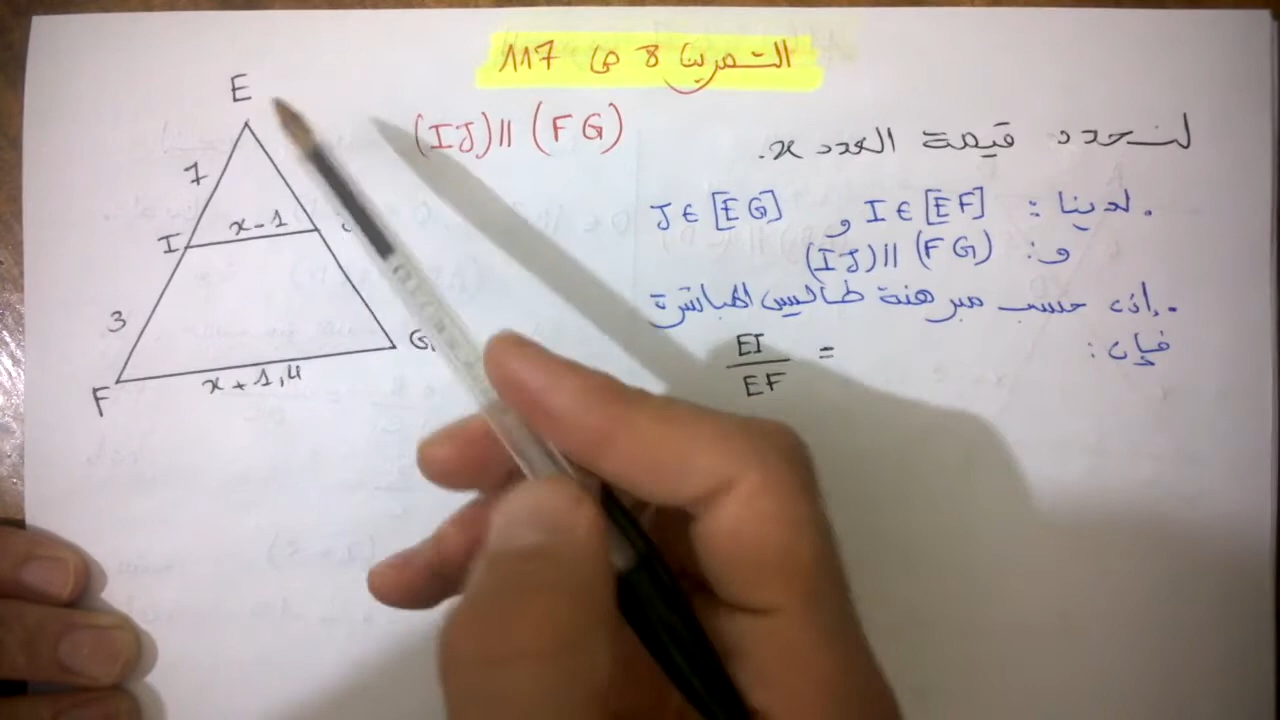 التمرين 8 ص 117
(IJ)∥(FG)
لنحدد قيمة العدد x.
. لدينا : I∈[EF] و J∈[EG]
و: (IJ)∥(FG)
. إذن حسب مبرهنة طاليس المباشرة
فإن :
EI/EF =
E
7
I
x-1
3
F
x+1,4
G